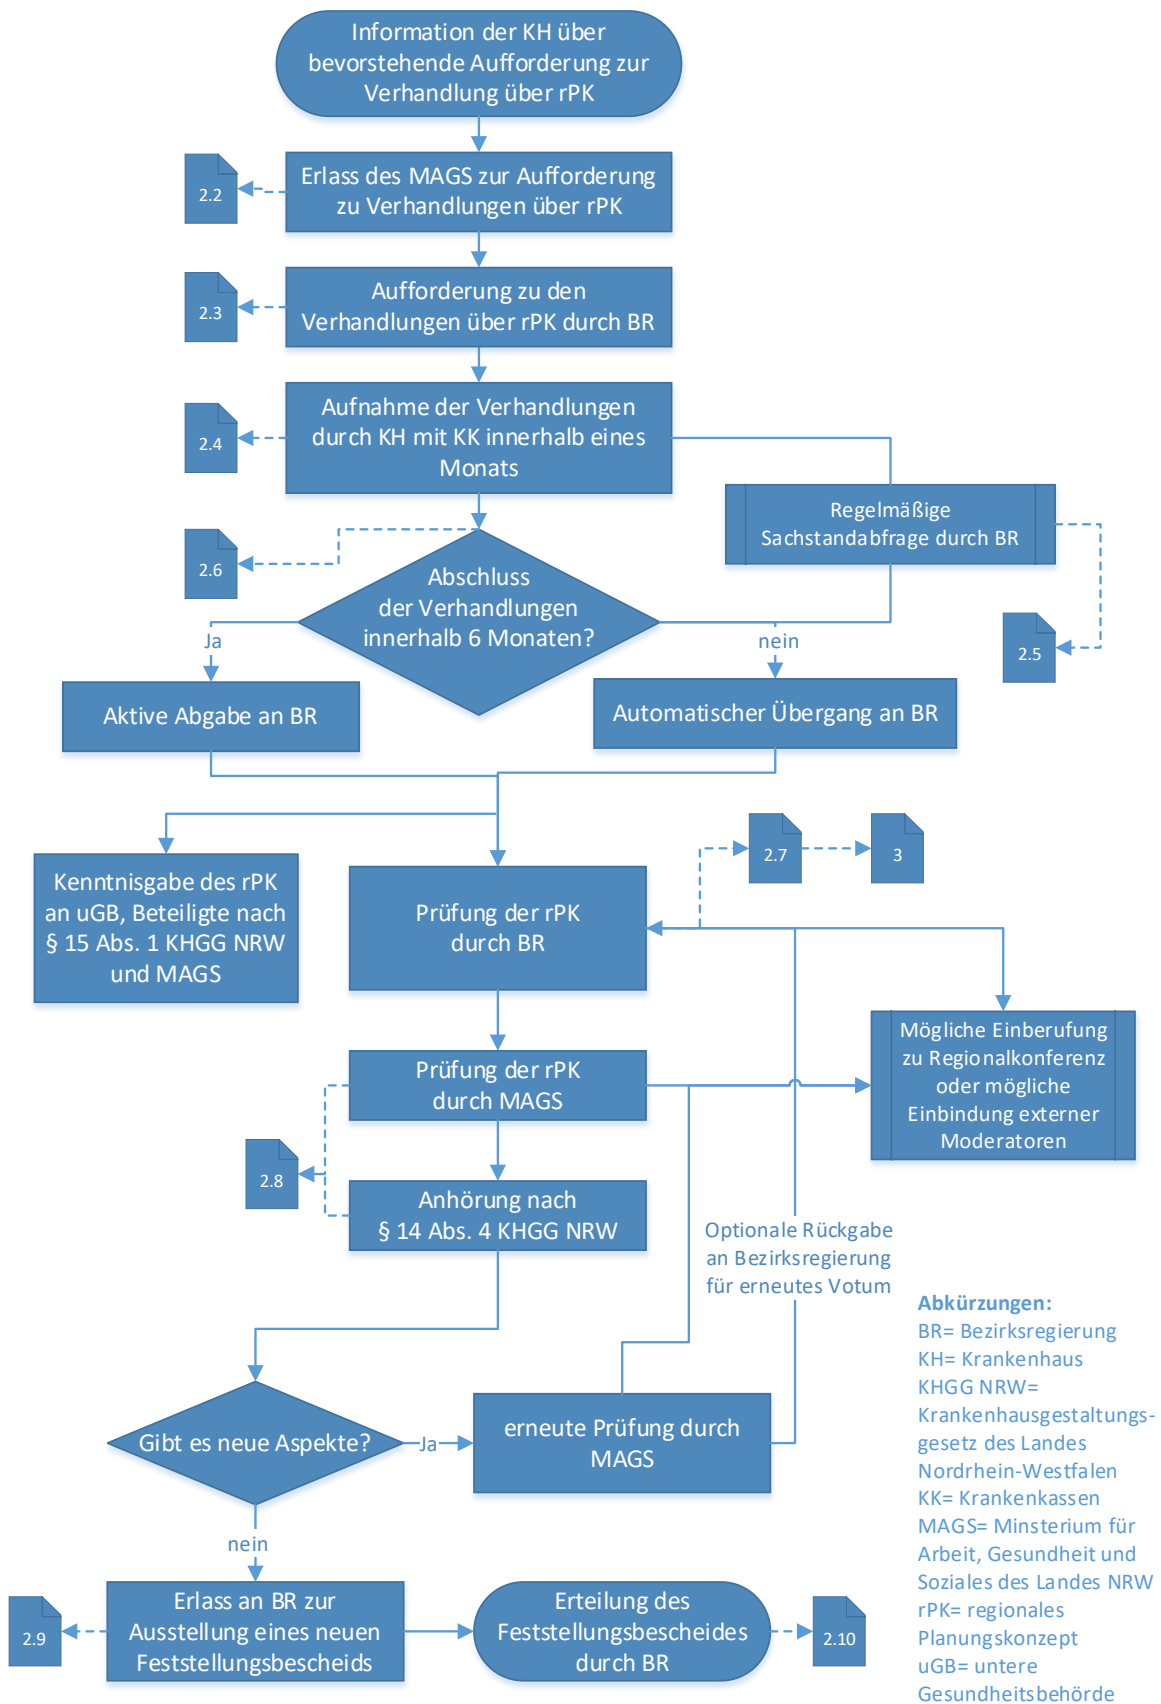 Information der KH über
bevorstehende Aufforderung zur
Verhandlung über rPK
2.2
Erlass des MAGS zur Aufforderung
zu Verhandlungen über rPK
2.3
Aufforderung zu den
Verhandlungen über rPK durch BR
2.4
Aufnahme der Verhandlungen
durch KH mit KK innerhalb eines
Monats
Regelmäßige
Sachstandabfrage durch BR
2.6
Abschluss
der Verhandlungen
innerhalb 6 Monaten?
2.5
Ja
nein
Aktive Abgabe an BR
Automatischer Übergang an BR
2.7
3
Kenntnisgabe des rPK
an uGB, Beteiligte nach
§ 15 Abs. 1 KHGG NRW
und MAGS
Prüfung der rPK
durch BR
Mögliche Einberufung
zu Regionalkonferenz
oder mögliche
Einbindung externer
Moderatoren
Prüfung der rPK
durch MAGS
2.8
Anhörung nach
§ 14 Abs. 4 KHGG NRW
Optionale Rückgabe
an Bezirksregierung
für erneutes Votum
Gibt es neue Aspekte?
Ja
erneute Prüfung durch
MAGS
nein
2.9
Erlass an BR zur
Ausstellung eines neuen
Feststellungsbescheids
Erteilung des
Feststellungsbescheides
durch BR
2.10
Abkürzungen:
BR= Bezirksregierung
KH= Krankenhaus
KHGG NRW=
Krankenhausgestaltungs-
gesetz des Landes
Nordrhein-Westfalen
KK= Krankenkassen
MAGS= Minsterium für
Arbeit, Gesundheit und
Soziales des Landes NRW
rPK= regionales
Planungskonzept
uGB= untere
Gesundheitsbehörde